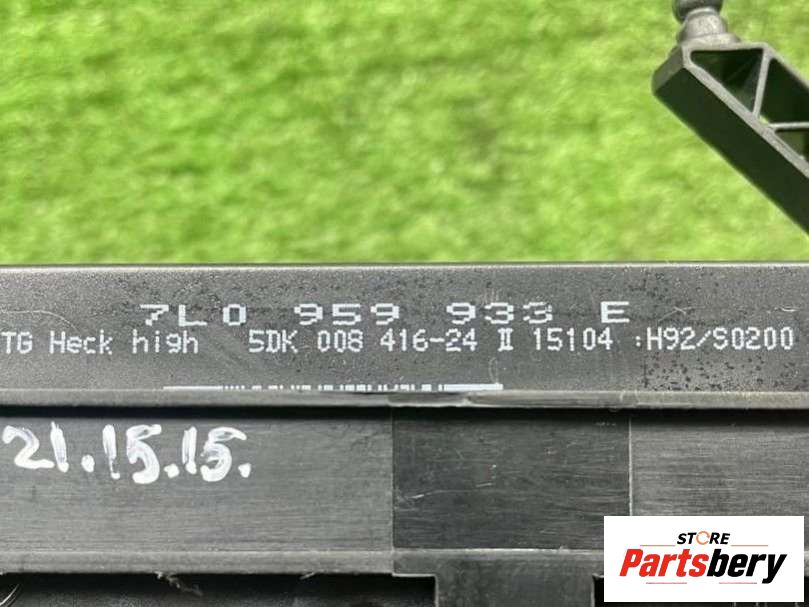 7L0 959 933 E
TG Heck high 5DK 008 416-24 II 15104 :H92/S0200
21.15.15.
STORE
Partsbery